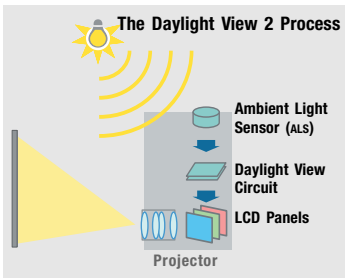 The Daylight View 2 Process
Ambient Light
Sensor (ALS)
Daylight View
Circuit
LCD Panels
Projector